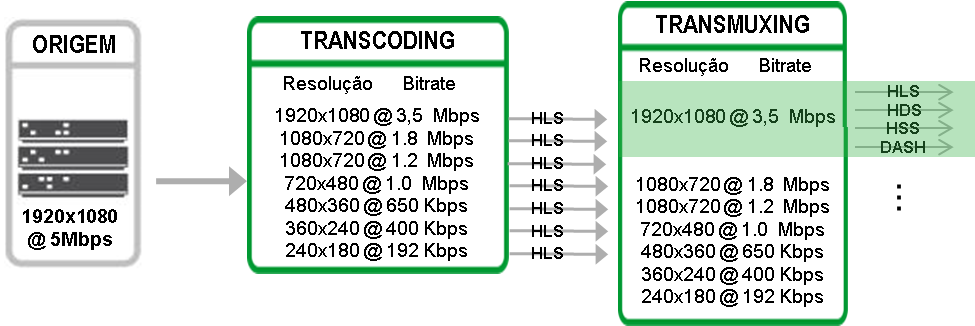 ORIGEM
1920x1080
@ 5Mbps
TRANSCODING
Resolução Bitrate
1920x1080 @ 3,5 Mbps
1080x720 @ 1.8 Mbps
1080x720 @ 1.2 Mbps
720x480 @ 1.0 Mbps
480x360 @ 650 Kbps
360x240 @ 400 Kbps
240x180 @ 192 Kbps
HLS
HLS
HLS
HLS
HLS
HLS
HLS
TRANSMUXING
Resolução Bitrate
1920x1080 @ 3,5 Mbps
1080x720 @ 1.8 Mbps
1080x720 @ 1.2 Mbps
720x480 @ 1.0 Mbps
480x360 @ 650 Kbps
360x240 @ 400 Kbps
240x180 @ 192 Kbps
HLS
HDS
HSS
DASH
⋮